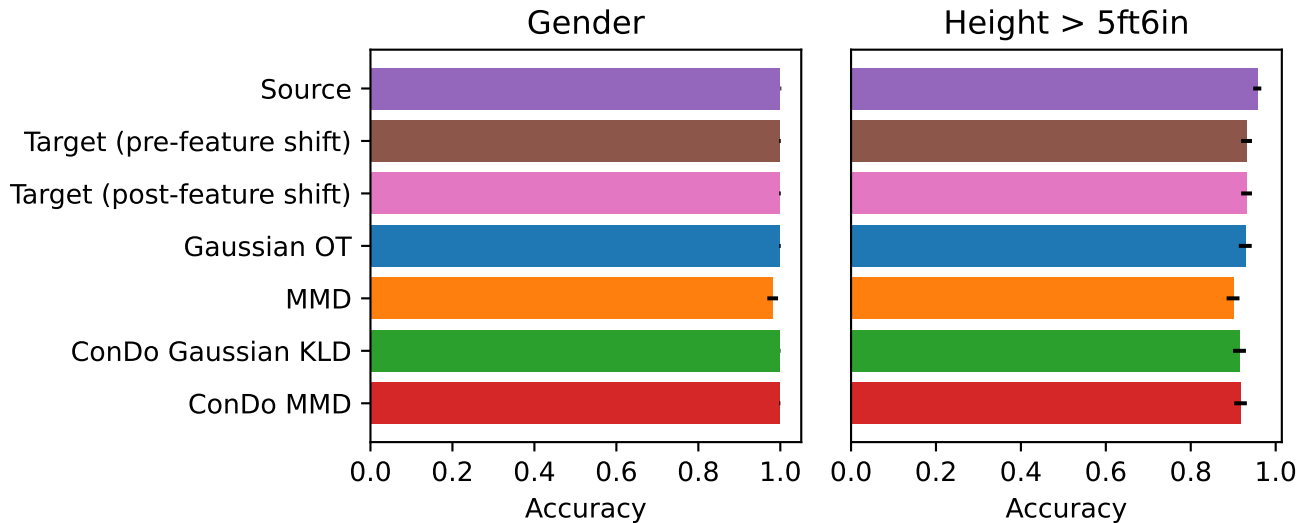 Gender
Height > 5ft6in
Source
Target (pre-feature shift)
Target (post-feature shift)
Gaussian OT
MMD
ConDo Gaussian KLD
ConDo MMD
0.0 0.2 0.4 0.6 0.8 1.0
0.0 0.2 0.4 0.6 0.8 1.0
Accuracy
Accuracy